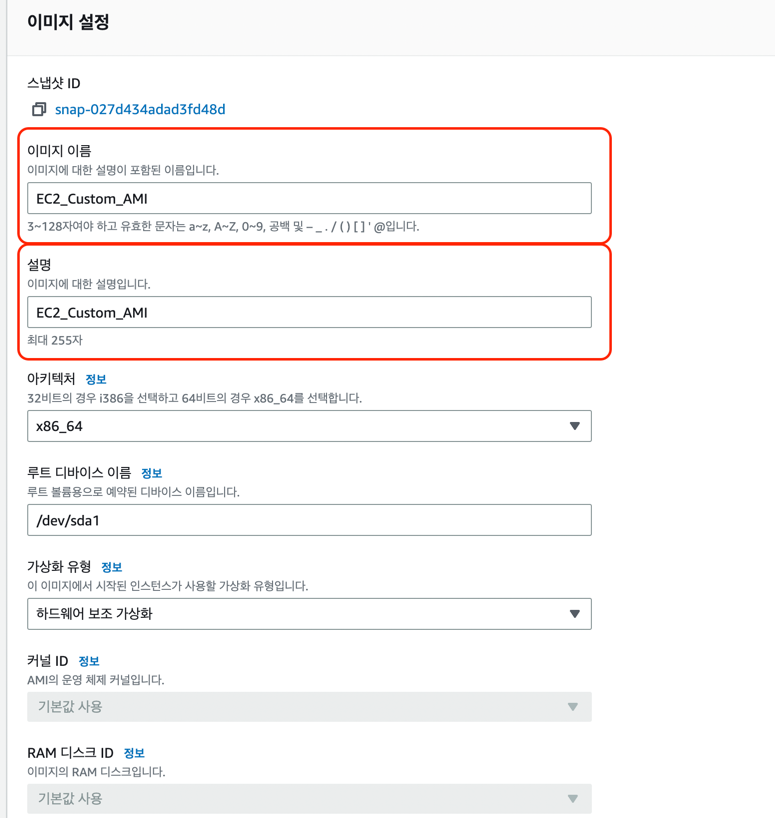 이미지 설정
스냅샷 ID
snap-027d434adad3fd48d
이미지 이름
이미지에 대한 설명이 포함된 이름입니다.
EC2_Custom_AMI
3~128자여야 하고 유효한 문자는 a~z, A~Z, 0~9, 공백 및 – _ . / ( ) [ ] ' @입니다.
설명
이미지에 대한 설명입니다.
EC2_Custom_AMI
최대 255자
아키텍처 정보
32비트의 경우 i386을 선택하고 64비트의 경우 x86_64를 선택합니다.
x86_64
루트 디바이스 이름 정보
루트 볼륨용으로 예약된 디바이스 이름입니다.
/dev/sda1
가상화 유형 정보
이 이미지에서 시작된 인스턴스가 사용할 가상화 유형입니다.
하드웨어 보조 가상화
커널 ID 정보
AMI의 운영 체제 커널입니다.
기본값 사용
RAM 디스크 ID 정보
이미지의 RAM 디스크입니다.
기본값 사용